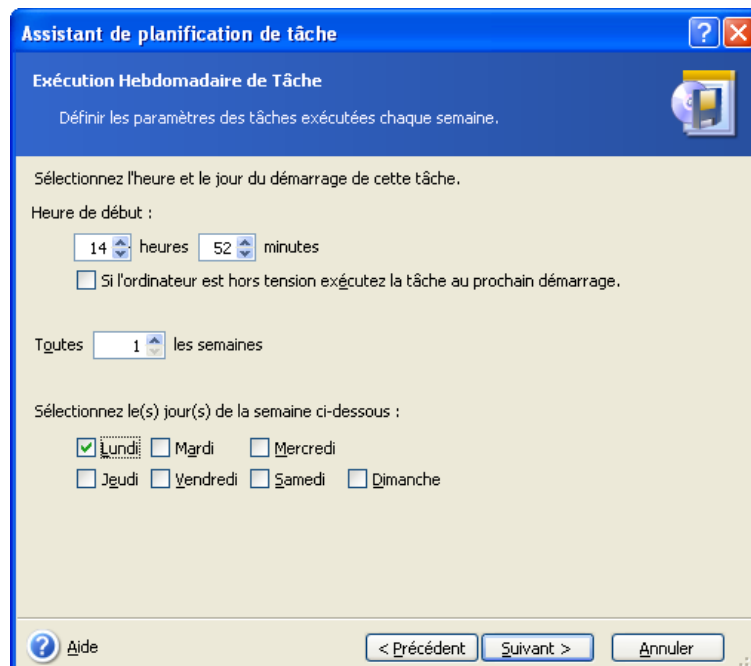 Assistant de planification de tâche
Exécution Hebdomadaire de Tâche
Définir les paramètres des tâches exécutées chaque semaine.
Sélectionnez l'heure et le jour du démarrage de cette tâche.
Heure de début :
14 heures 52 minutes
Si l'ordinateur est hors tension exécutez la tâche au prochain démarrage.
Toutes 1 les semaines
Sélectionnez le(s) jour(s) de la semaine ci-dessous :
Lundi Mardi Mercredi
Jeudi Vendredi Samedi Dimanche
Aide < Précédent Suivant > Annuler